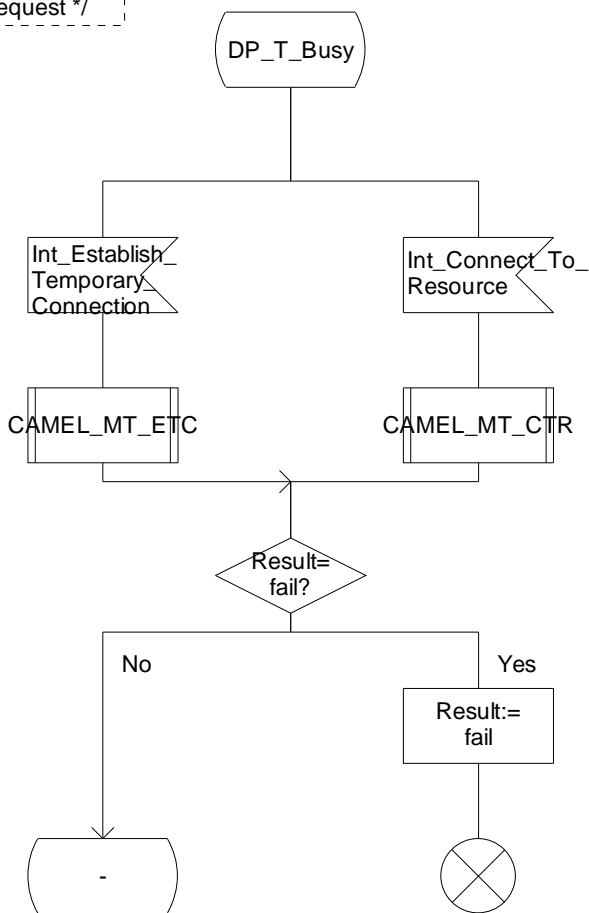 equest */
DP_T_Busy
Int_Establish_
Temporary_
Connection
Int_Connect_To_
Resource
CAMEL_MT_ETC
CAMEL_MT_CTR
Result=
fail?
No
Yes
Result:=
fail
-